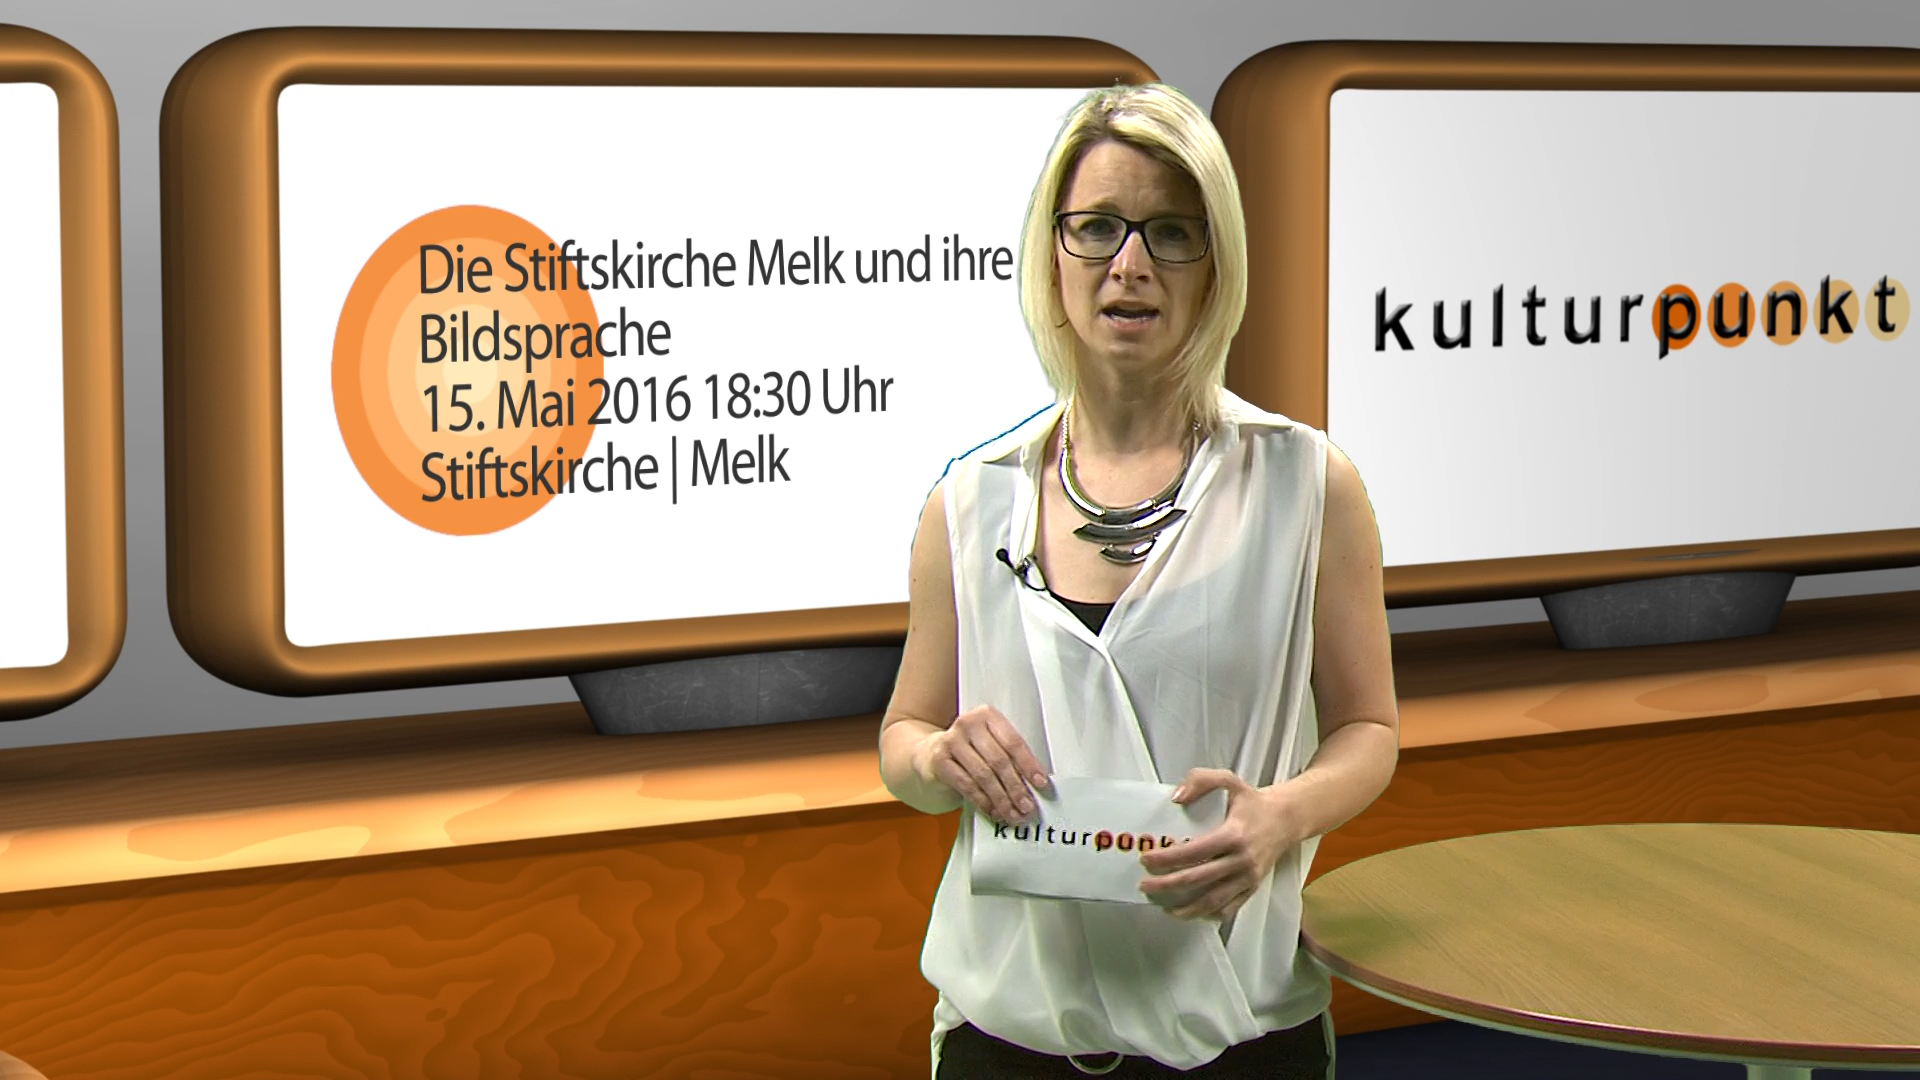 Die Stiftskirche Melk und ihre
Bildsprache
15. Mai 2016 18:30 Uhr
Stiftskirche | Melk
kulturpunkt
kulturpunk